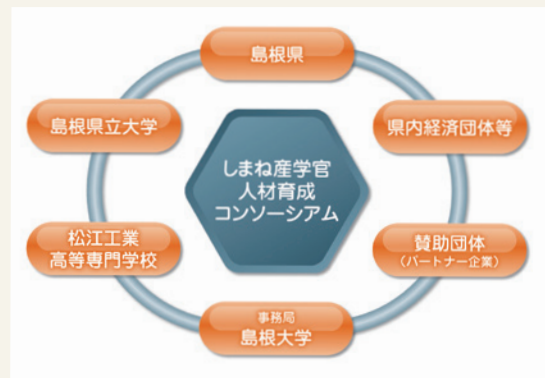 島根県
島根県立大学
県内経済団体等
しまね産学官
人材育成
コンソーシアム
松江工業
高等専門学校
賛助団体
(パートナー企業)
事務局
島根大学